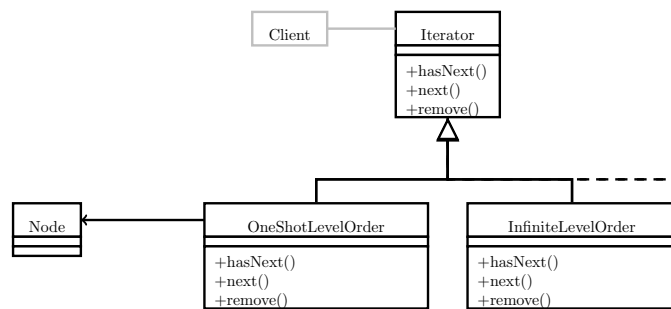 Client
Iterator
+hasNext()
+next()
+remove()
Node
OneShotLevelOrder
+hasNext()
+next()
+remove()
InfiniteLevelOrder
+hasNext()
+next()
+remove()